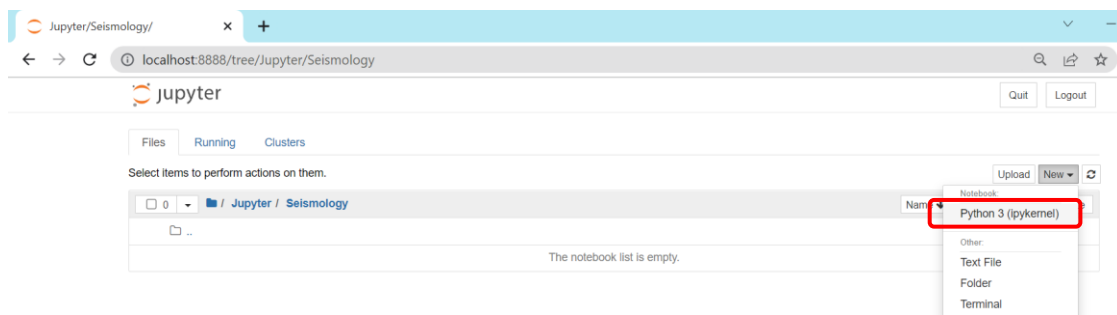 Jupyter/Seismology/
localhost:8888/tree/Jupyter/Seismology
jupyter
Quit Logout
Files Running Clusters
Select items to perform actions on them.
Upload New
0 / Jupyter / Seismology
Name
Notebook:
Python 3 (ipykernel)
..
Other:
Text File
The notebook list is empty.
Folder
Terminal